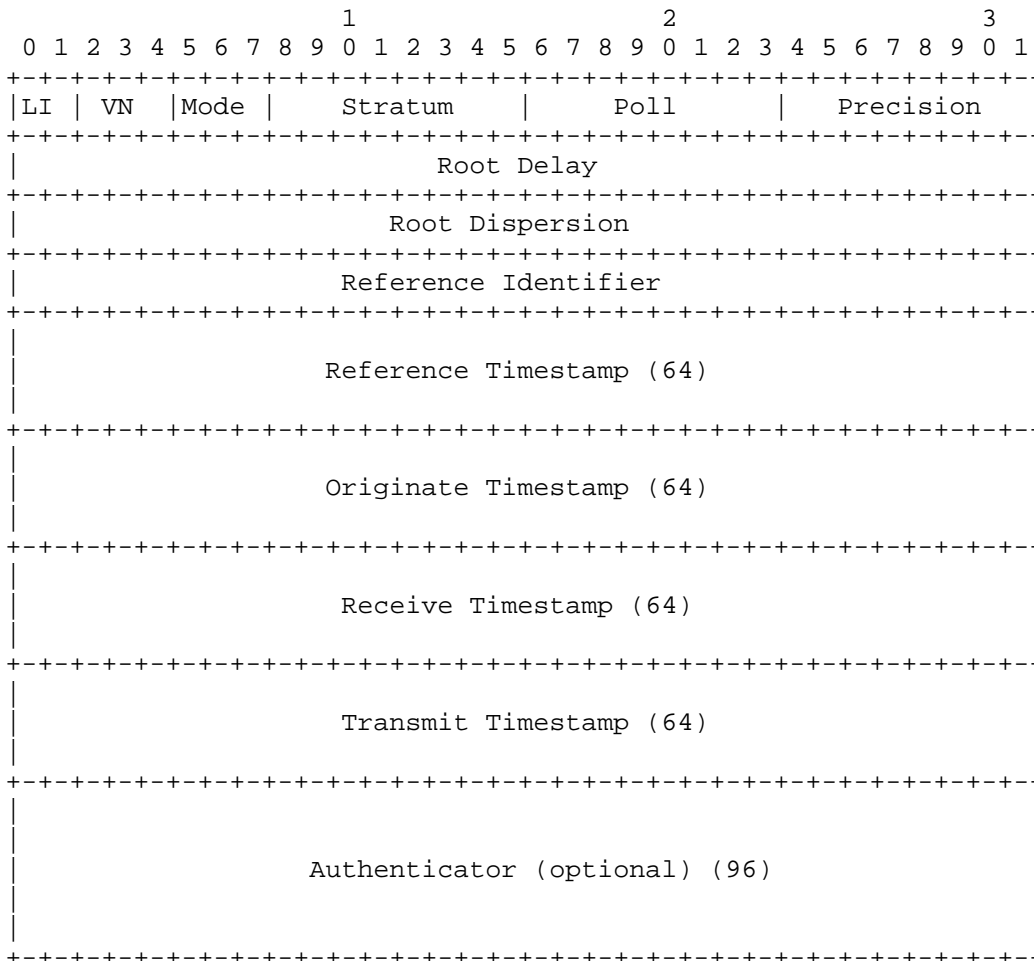 1                   2                   3
 0 1 2 3 4 5 6 7 8 9 0 1 2 3 4 5 6 7 8 9 0 1 2 3 4 5 6 7 8 9 0 1
+-+-+-+-+-+-+-+-+-+-+-+-+-+-+-+-+-+-+-+-+-+-+-+-+-+-+-+-+-+-+-+-
|LI | VN  |Mode |    Stratum    |     Poll      |   Precision
+-+-+-+-+-+-+-+-+-+-+-+-+-+-+-+-+-+-+-+-+-+-+-+-+-+-+-+-+-+-+-+-
|                          Root Delay
+-+-+-+-+-+-+-+-+-+-+-+-+-+-+-+-+-+-+-+-+-+-+-+-+-+-+-+-+-+-+-+-
|                       Root Dispersion
+-+-+-+-+-+-+-+-+-+-+-+-+-+-+-+-+-+-+-+-+-+-+-+-+-+-+-+-+-+-+-+-
|                    Reference Identifier
+-+-+-+-+-+-+-+-+-+-+-+-+-+-+-+-+-+-+-+-+-+-+-+-+-+-+-+-+-+-+-+-
|
|                   Reference Timestamp (64)
|
+-+-+-+-+-+-+-+-+-+-+-+-+-+-+-+-+-+-+-+-+-+-+-+-+-+-+-+-+-+-+-+-
|
|                   Originate Timestamp (64)
|
+-+-+-+-+-+-+-+-+-+-+-+-+-+-+-+-+-+-+-+-+-+-+-+-+-+-+-+-+-+-+-+-
|
|                    Receive Timestamp (64)
|
+-+-+-+-+-+-+-+-+-+-+-+-+-+-+-+-+-+-+-+-+-+-+-+-+-+-+-+-+-+-+-+-
|
|                    Transmit Timestamp (64)
|
+-+-+-+-+-+-+-+-+-+-+-+-+-+-+-+-+-+-+-+-+-+-+-+-+-+-+-+-+-+-+-+-
|
|
|                  Authenticator (optional) (96)
|
|
+-+-+-+-+-+-+-+-+-+-+-+-+-+-+-+-+-+-+-+-+-+-+-+-+-+-+-+-+-+-+-+-